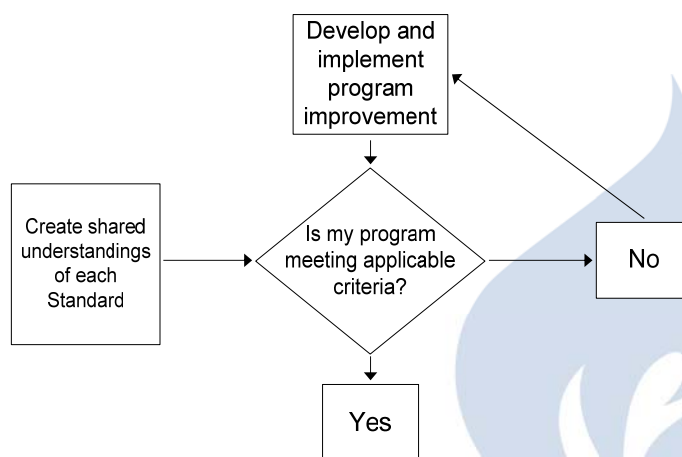 Develop and
implement
program
improvement
Create shared
understandings
of each
Standard
Is my program
meeting applicable
criteria?
No
Yes